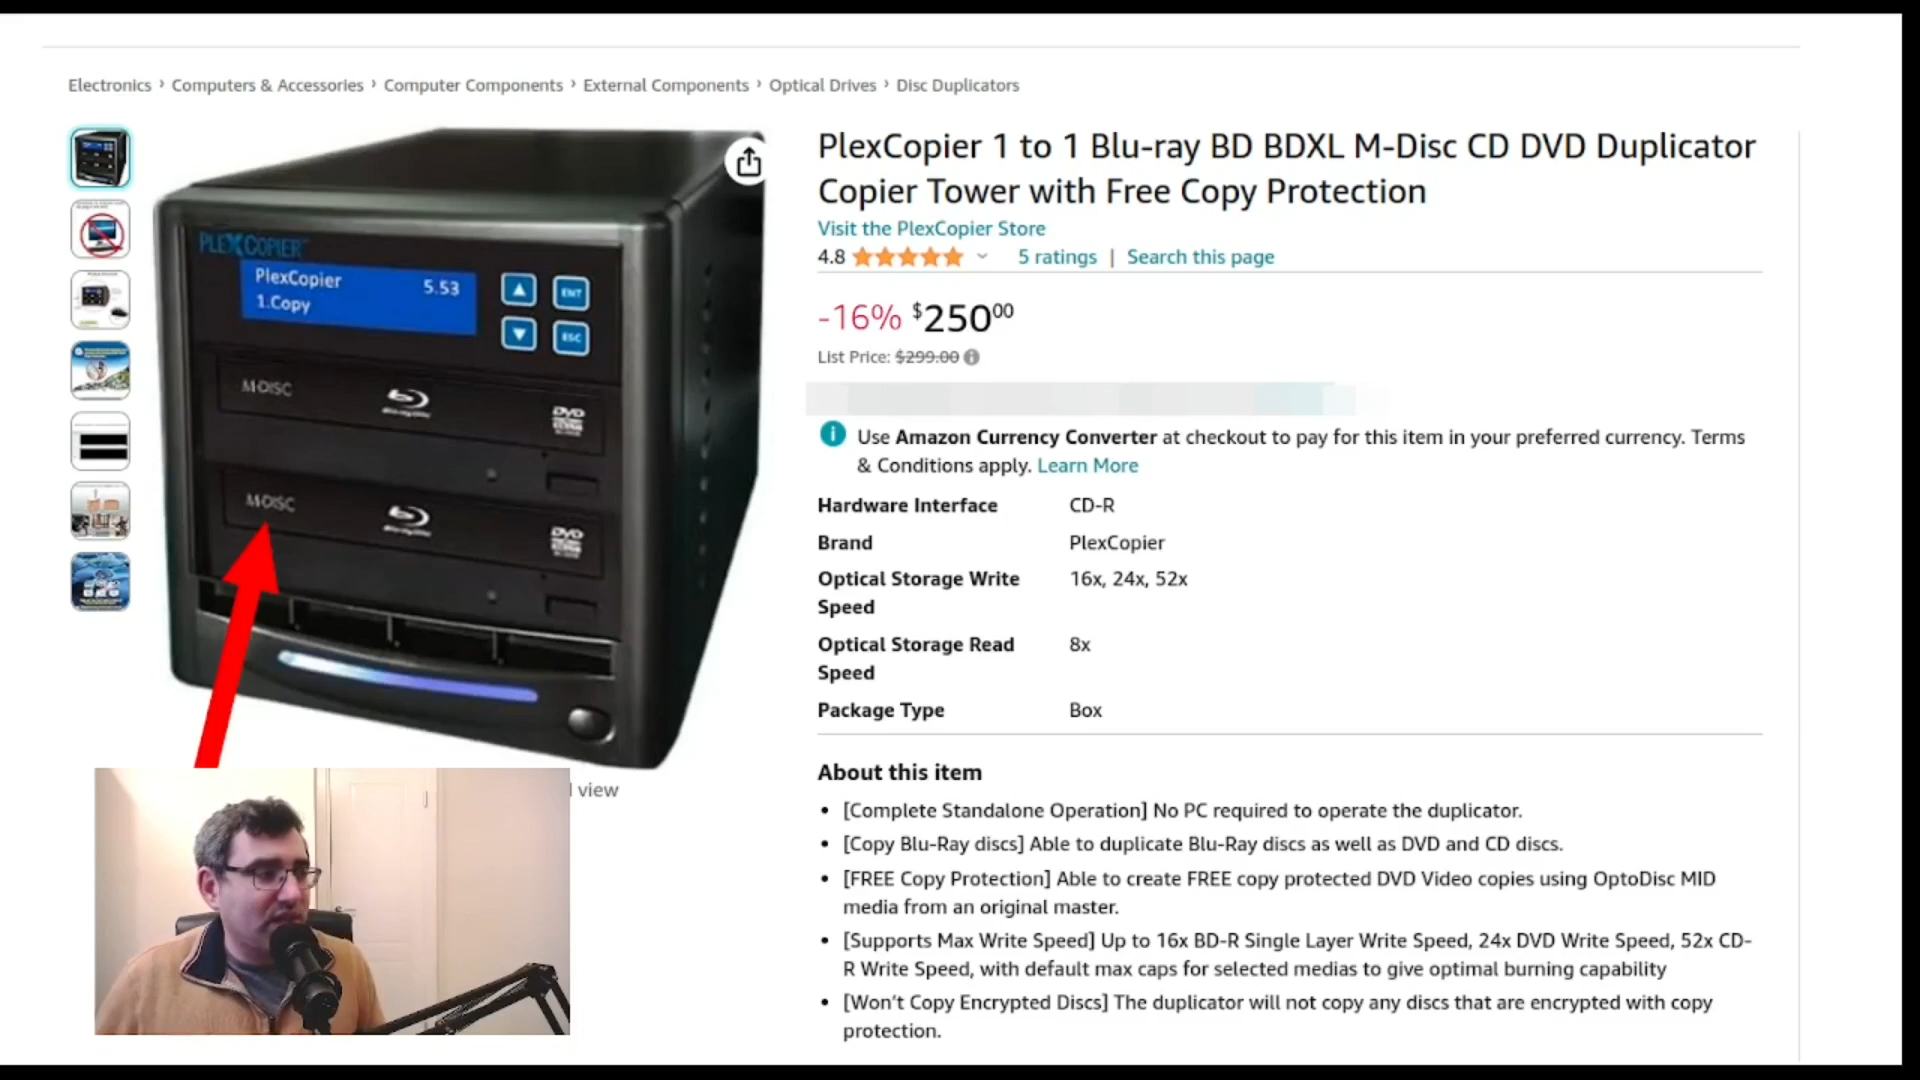 Electronics › Computers & Accessories › Computer Components › External Components › Optical Drives › Disc Duplicators
PLEXCOPIER
PlexCopier 5.53
1.Copy
ENT
ESC
M-DISC
Blu-ray Disc
DVD
M-DISC
Blu-ray Disc
DVD
l view
PlexCopier 1 to 1 Blu-ray BD BDXL M-Disc CD DVD Duplicator
Copier Tower with Free Copy Protection
Visit the PlexCopier Store
4.8 5 ratings | Search this page
-16% $25000
List Price: $299.00
Use Amazon Currency Converter at checkout to pay for this item in your preferred currency. Terms
& Conditions apply. Learn More
Hardware Interface CD-R
Brand PlexCopier
Optical Storage Write 16x, 24x, 52x
Speed
Optical Storage Read 8x
Speed
Package Type Box
About this item
• [Complete Standalone Operation] No PC required to operate the duplicator.
• [Copy Blu-Ray discs] Able to duplicate Blu-Ray discs as well as DVD and CD discs.
• [FREE Copy Protection] Able to create FREE copy protected DVD Video copies using OptoDisc MID
media from an original master.
• [Supports Max Write Speed] Up to 16x BD-R Single Layer Write Speed, 24x DVD Write Speed, 52x CD-
R Write Speed, with default max caps for selected medias to give optimal burning capability
• [Won't Copy Encrypted Discs] The duplicator will not copy any discs that are encrypted with copy
protection.